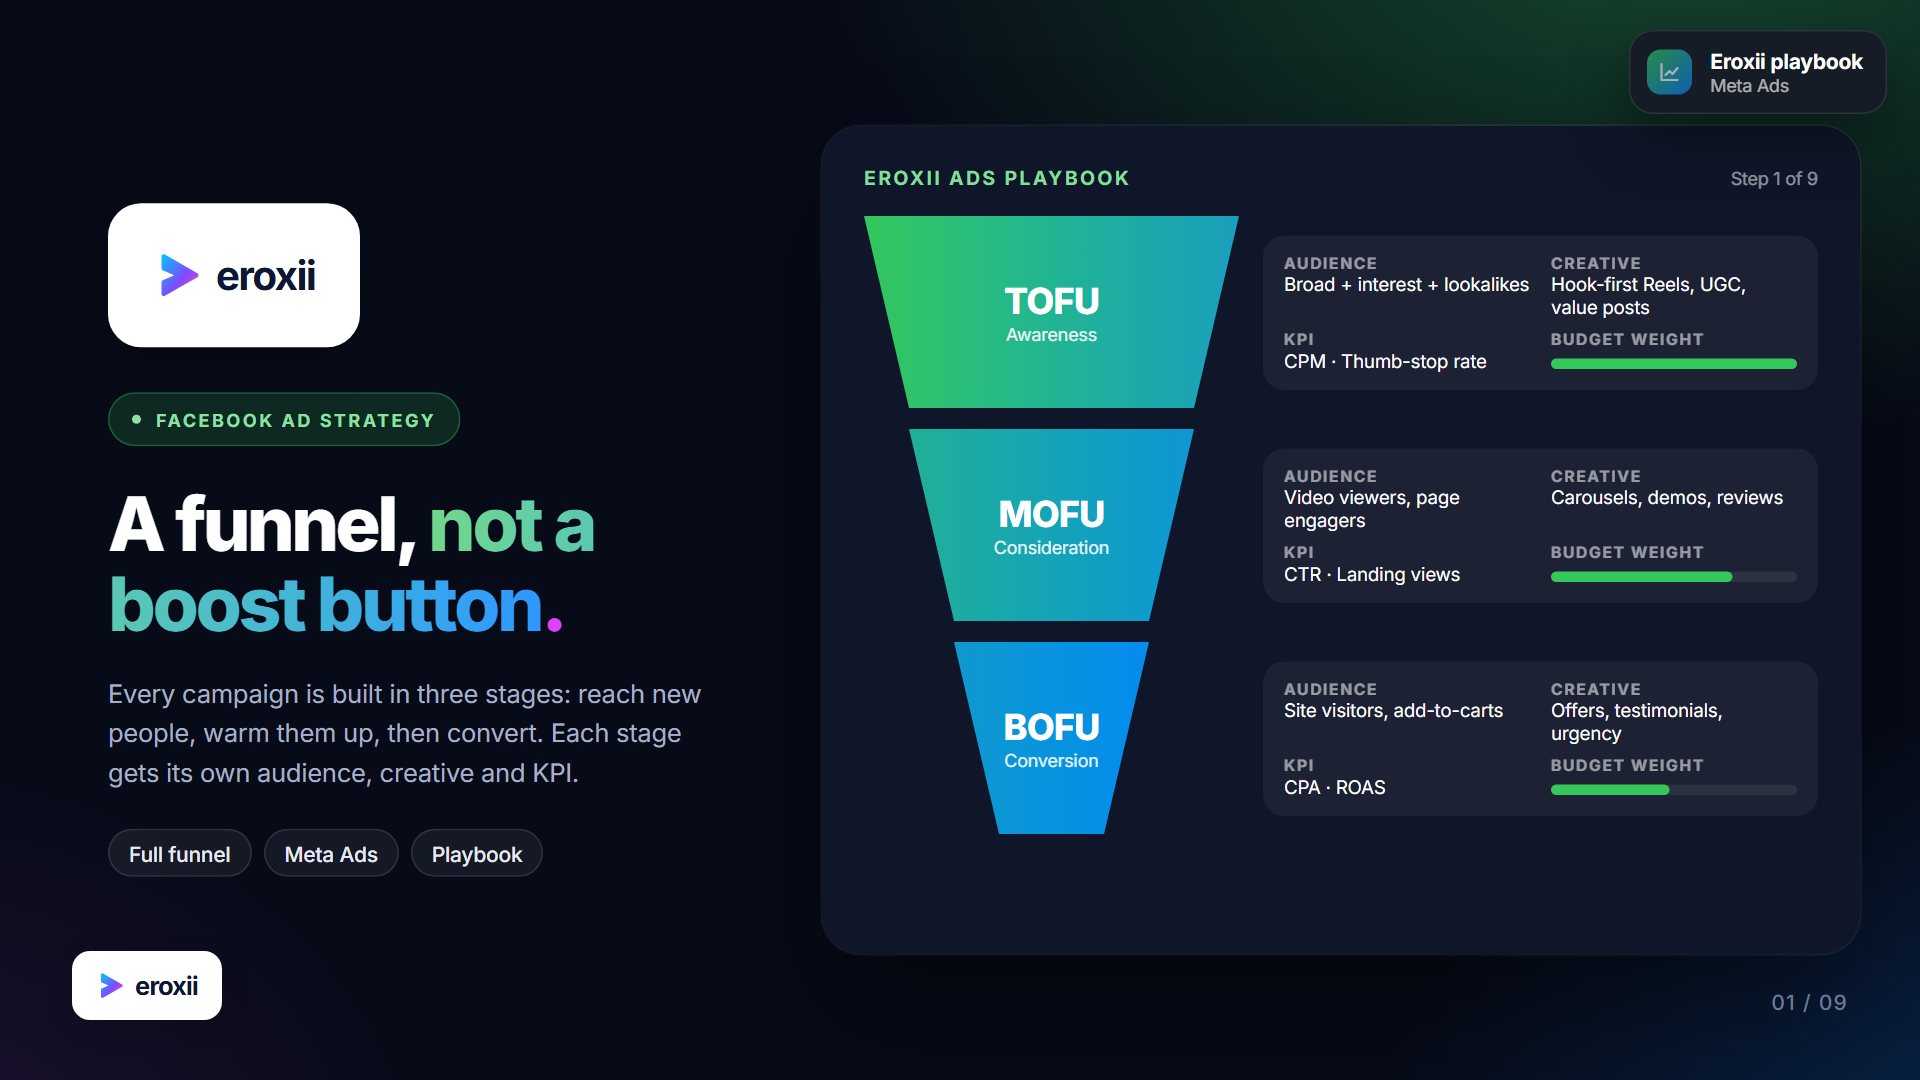 Eroxii playbook
Meta Ads
eroxii
FACEBOOK AD STRATEGY
A funnel, not a
boost button.
Every campaign is built in three stages: reach new
people, warm them up, then convert. Each stage
gets its own audience, creative and KPI.
Full funnel
Meta Ads
Playbook
eroxii
EROXII ADS PLAYBOOK
Step 1 of 9
TOFU
Awareness
AUDIENCE
Broad + interest + lookalikes
CREATIVE
Hook-first Reels, UGC,
value posts
KPI
CPM · Thumb-stop rate
BUDGET WEIGHT
MOFU
Consideration
AUDIENCE
Video viewers, page
engagers
CREATIVE
Carousels, demos, reviews
KPI
CTR · Landing views
BUDGET WEIGHT
BOFU
Conversion
AUDIENCE
Site visitors, add-to-carts
CREATIVE
Offers, testimonials,
urgency
KPI
CPA · ROAS
BUDGET WEIGHT
01 / 09